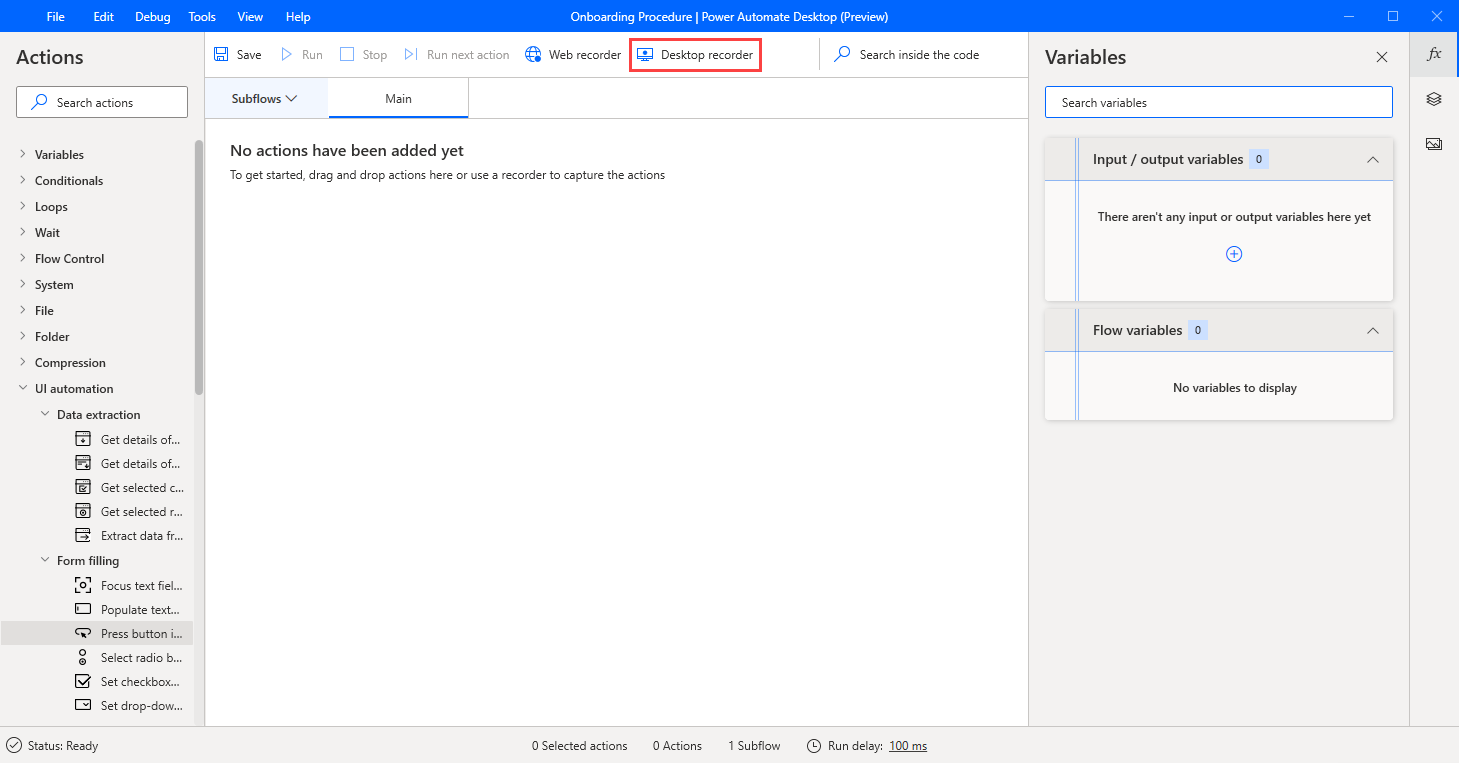 File Edit Debug Tools View Help
Onboarding Procedure | Power Automate Desktop (Preview)
Actions
Search actions
Variables
Conditionals
Loops
Wait
Flow Control
System
File
Folder
Compression
UI automation
Data extraction
Get details of...
Get details of...
Get selected c...
Get selected r...
Extract data fr...
Form filling
Focus text fiel...
Populate text...
Press button i...
Select radio b...
Set checkbox...
Set drop-dow...
Save Run Stop Run next action Web recorder Desktop recorder Search inside the code
Subflows Main
No actions have been added yet
To get started, drag and drop actions here or use a recorder to capture the actions
Variables
Search variables
Input / output variables 0
There aren't any input or output variables here yet
Flow variables 0
No variables to display
fx
Status: Ready 0 Selected actions 0 Actions 1 Subflow Run delay: 100 ms